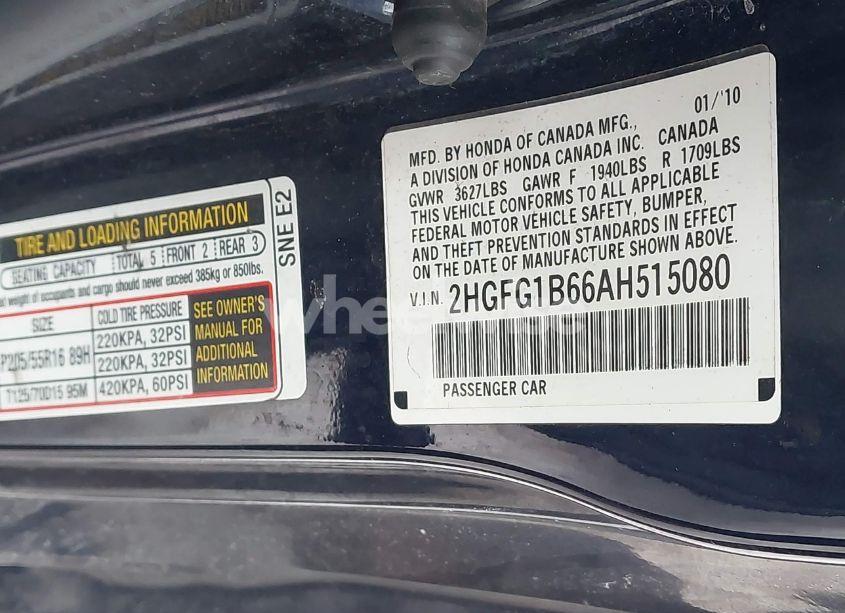 TIRE AND LOADING INFORMATION
SEATING CAPACITY TOTAL 5 FRONT 2 REAR 3
weight of occupants and cargo should never exceed 385kg or 850lbs.
SIZE COLD TIRE PRESSURE
P205/55R16 89H 220KPA, 32PSI
220KPA, 32PSI
T125/70D15 95M 420KPA, 60PSI
SEE OWNER'S
MANUAL FOR
ADDITIONAL
INFORMATION
SNE E2
01/'10
MFD. BY HONDA OF CANADA MFG.,
A DIVISION OF HONDA CANADA INC. CANADA
GVWR 3627LBS GAWR F 1940LBS R 1709LBS
THIS VEHICLE CONFORMS TO ALL APPLICABLE
FEDERAL MOTOR VEHICLE SAFETY, BUMPER,
AND THEFT PREVENTION STANDARDS IN EFFECT
ON THE DATE OF MANUFACTURE SHOWN ABOVE.
V.I.N. 2HGFG1B66AH515080
PASSENGER CAR